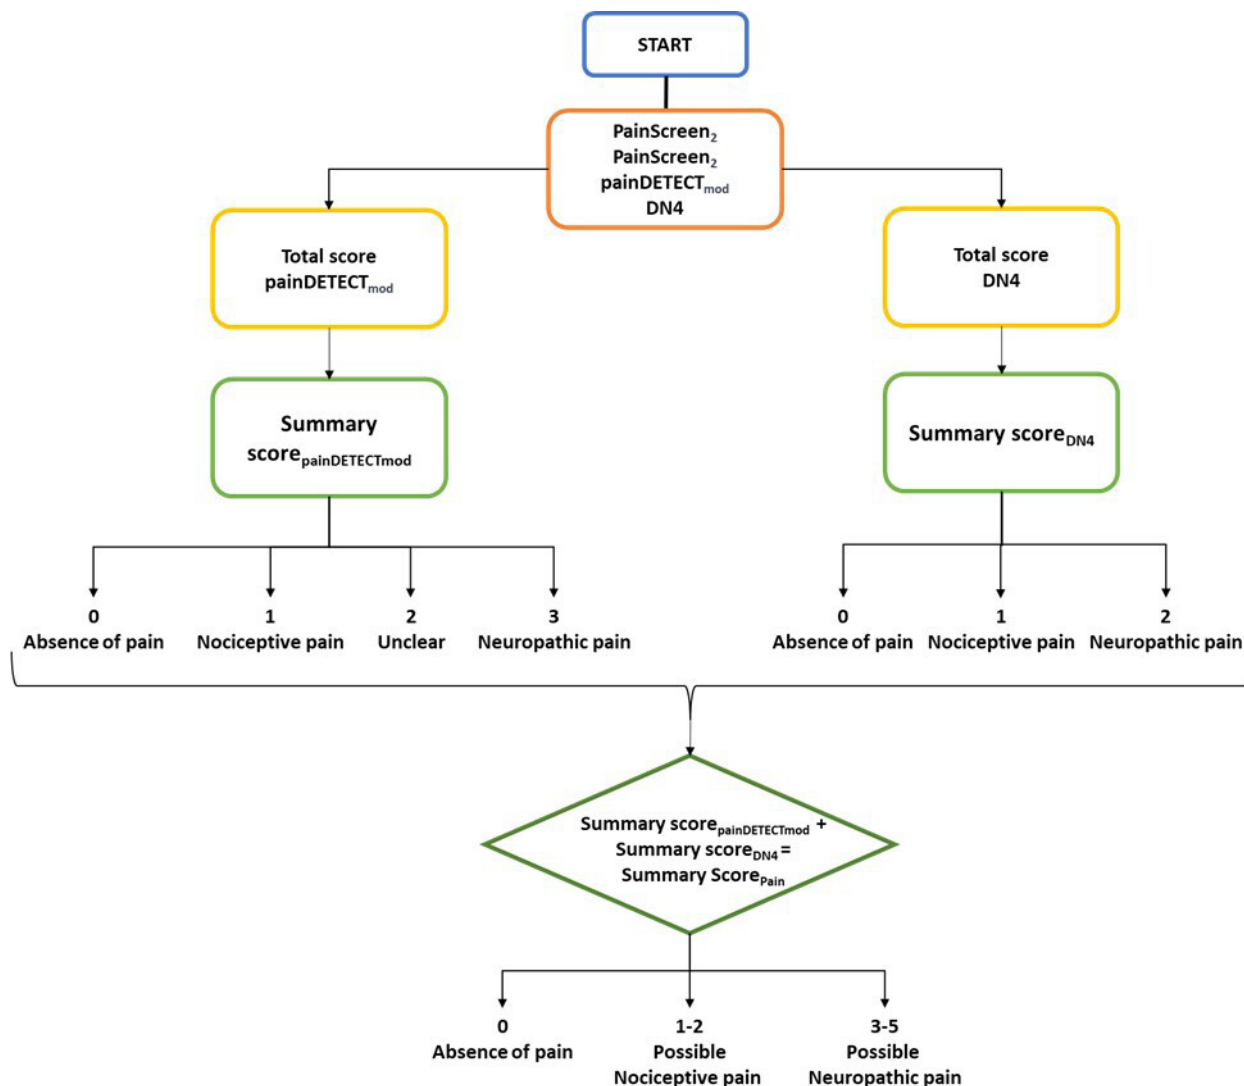 START
PainScreen₂
PainScreen₂
painDETECTmod
DN4
Total score
painDETECTmod
Total score
DN4
Summary
scorepainDETECTmod
Summary scoreDN4
0
Absence of pain
1
Nociceptive pain
2
Unclear
3
Neuropathic pain
0
Absence of pain
1
Nociceptive pain
2
Neuropathic pain
Summary scorepainDETECTmod +
Summary scoreDN4 =
Summary ScorePain
0
Absence of pain
1-2
Possible
Nociceptive pain
3-5
Possible
Neuropathic pain